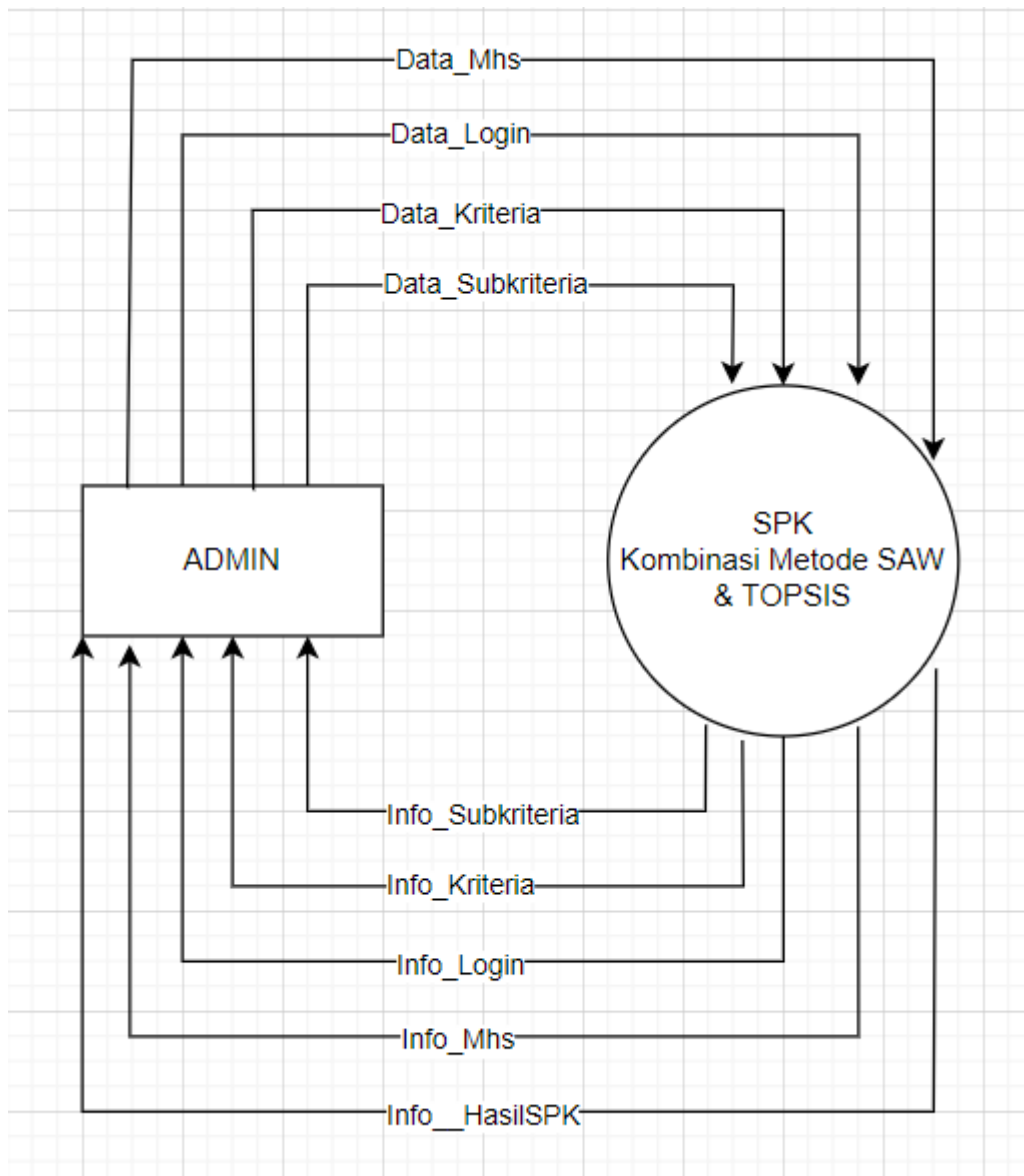 Data_Mhs
Data_Login
Data_Kriteria
Data_Subkriteria
ADMIN
SPK
Kombinasi Metode SAW
& TOPSIS
Info_Subkriteria
Info_Kriteria
Info_Login
Info_Mhs
Info__HasilSPK